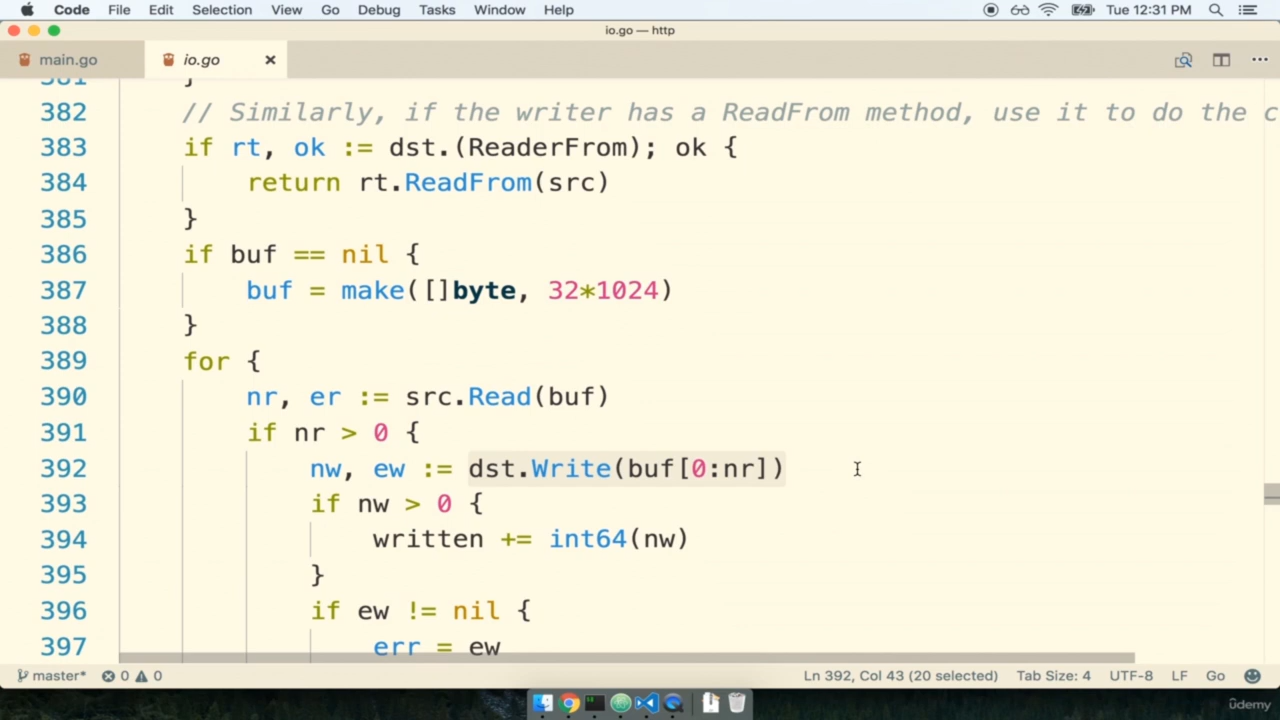 Code File Edit Selection View Go Debug Tasks Window Help Tue 12:31 PM
io.go — http
main.go io.go
381 }
382 // Similarly, if the writer has a ReadFrom method, use it to do the c
383 if rt, ok := dst.(ReaderFrom); ok {
384 return rt.ReadFrom(src)
385 }
386 if buf == nil {
387 buf = make([]byte, 32*1024)
388 }
389 for {
390 nr, er := src.Read(buf)
391 if nr > 0 {
392 nw, ew := dst.Write(buf[0:nr])
393 if nw > 0 {
394 written += int64(nw)
395 }
396 if ew != nil {
397 err = ew
master* 0 0 Ln 392, Col 43 (20 selected) Tab Size: 4 UTF-8 LF Go
ûdemy